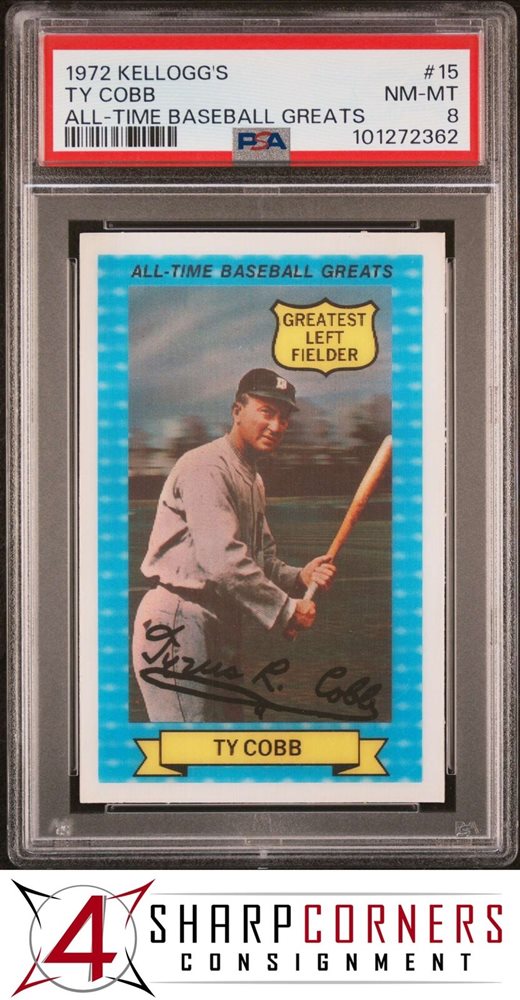 1972 KELLOGG'S #15
TY COBB NM-MT
ALL-TIME BASEBALL GREATS 8
PSA 101272362
ALL-TIME BASEBALL GREATS
GREATEST
LEFT
FIELDER
Tyrus R. Cobb
TY COBB
4 SHARPCORNERS
CONSIGNMENT